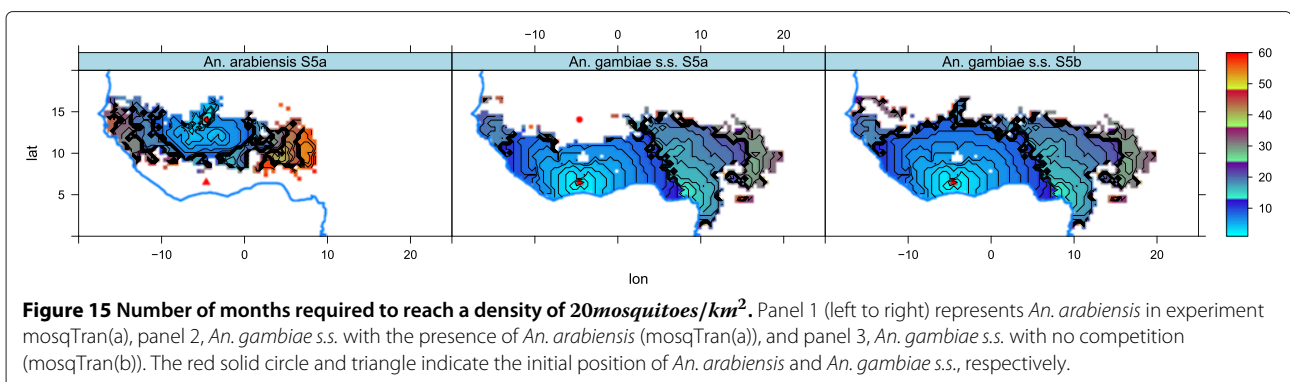 −10 0 10 20
An. arabiensis S5a An. gambiae s.s. S5a An. gambiae s.s. S5b
60
50
40
30
20
10
lat
15
10
5
−10 0 10 20 −10 0 10 20
lon
Figure 15 Number of months required to reach a density of 20mosquitoes/km². Panel 1 (left to right) represents An. arabiensis in experiment
mosqTran(a), panel 2, An. gambiae s.s. with the presence of An. arabiensis (mosqTran(a)), and panel 3, An. gambiae s.s. with no competition
(mosqTran(b)). The red solid circle and triangle indicate the initial position of An. arabiensis and An. gambiae s.s., respectively.